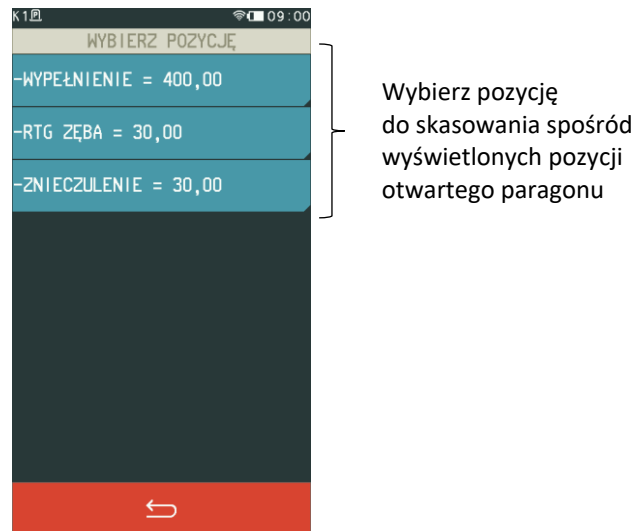 K1 P 09:00
WYBIERZ POZYCJĘ
-WYPEŁNIENIE = 400,00
-RTG ZĘBA = 30,00
-ZNIECZULENIE = 30,00
Wybierz pozycję
do skasowania spośród
wyświetlonych pozycji
otwartego paragonu